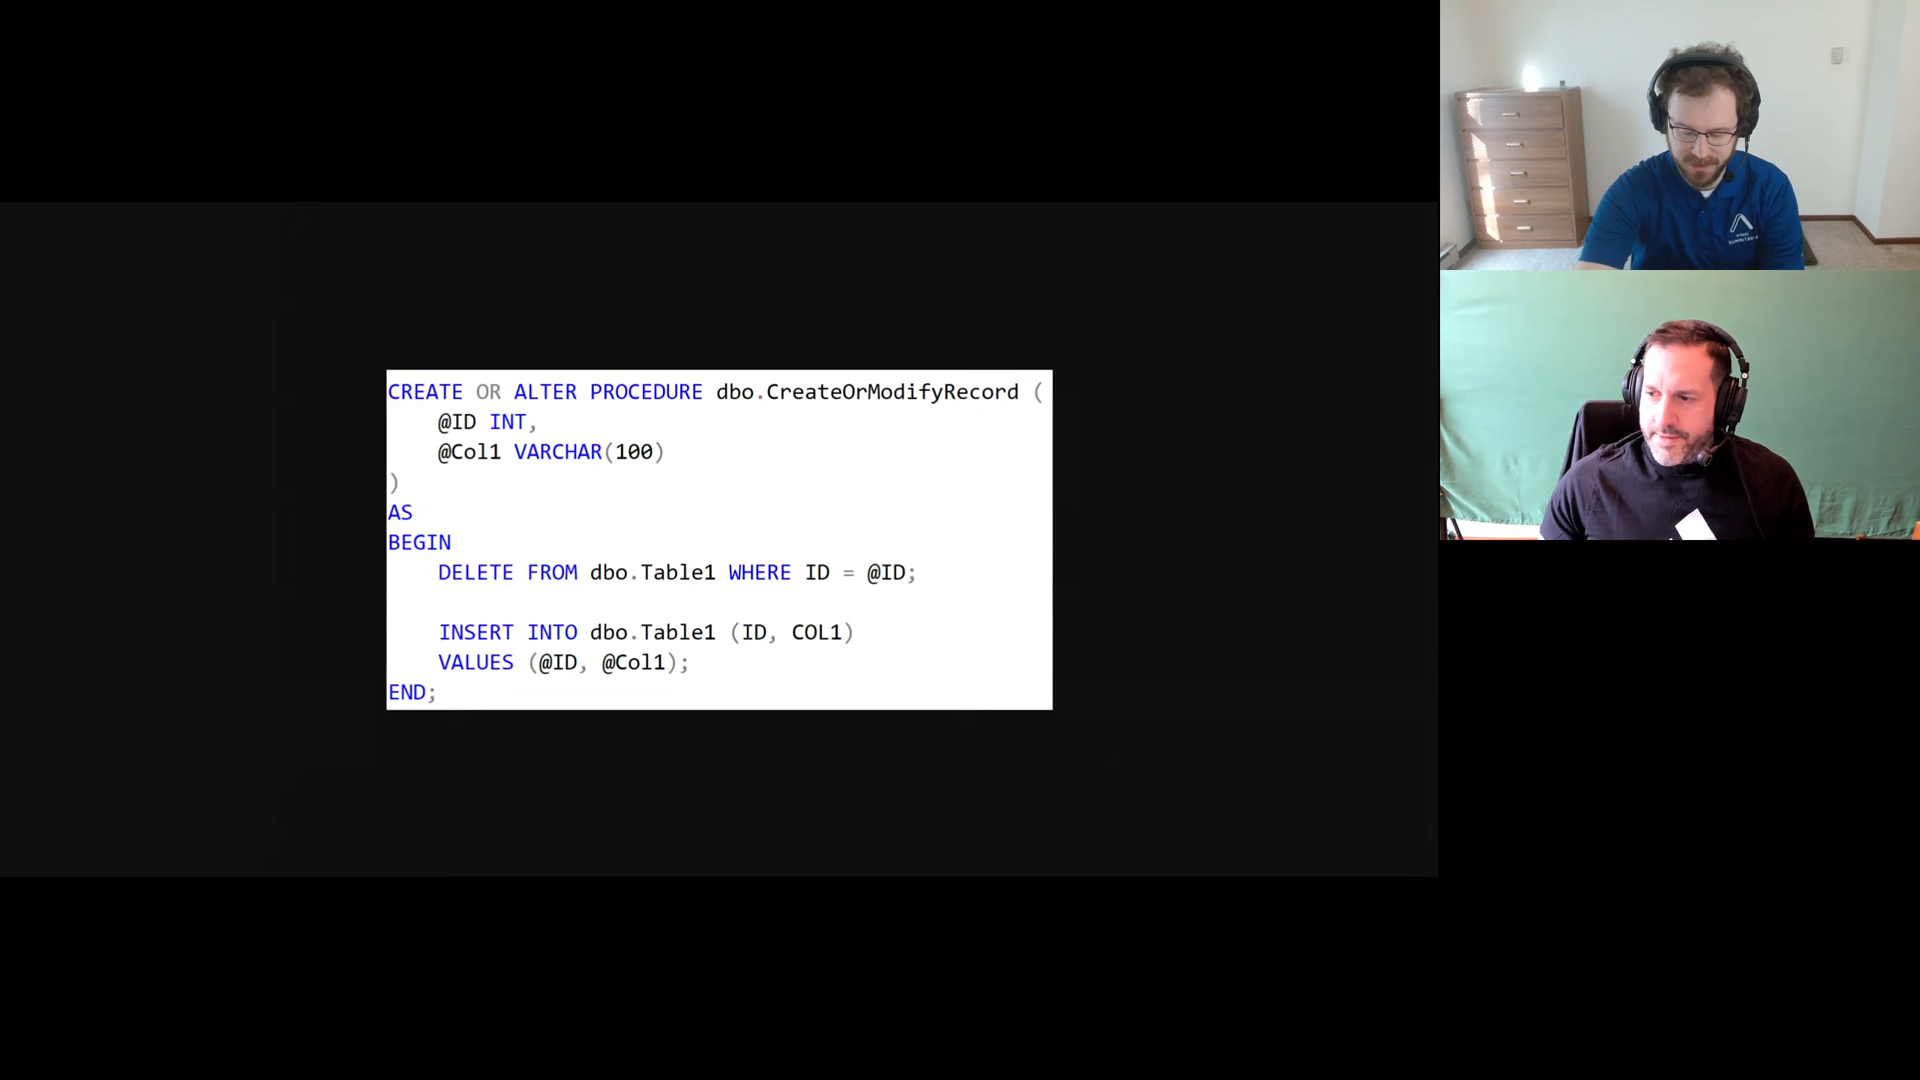 CREATE OR ALTER PROCEDURE dbo.CreateOrModifyRecord (
    @ID INT,
    @Col1 VARCHAR(100)
)
AS
BEGIN
    DELETE FROM dbo.Table1 WHERE ID = @ID;
    INSERT INTO dbo.Table1 (ID, COL1)
    VALUES (@ID, @Col1);
END;